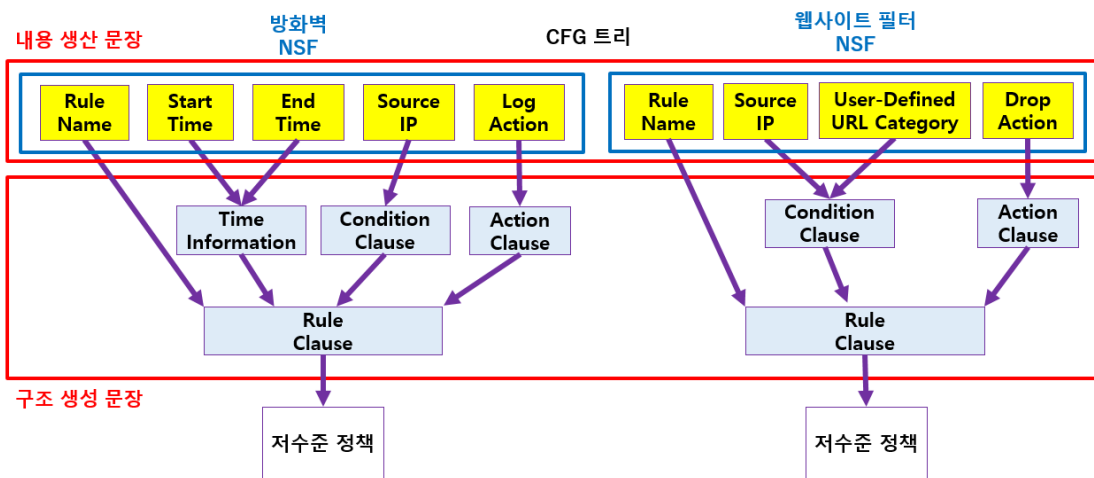 내용 생산 문장
방화벽
NSF
CFG 트리
웹사이트 필터
NSF
Rule
Name
Start
Time
End
Time
Source
IP
Log
Action
Rule
Name
Source
IP
User-Defined
URL Category
Drop
Action
Time
Information
Condition
Clause
Action
Clause
Condition
Clause
Action
Clause
Rule
Clause
Rule
Clause
구조 생성 문장
저수준 정책
저수준 정책